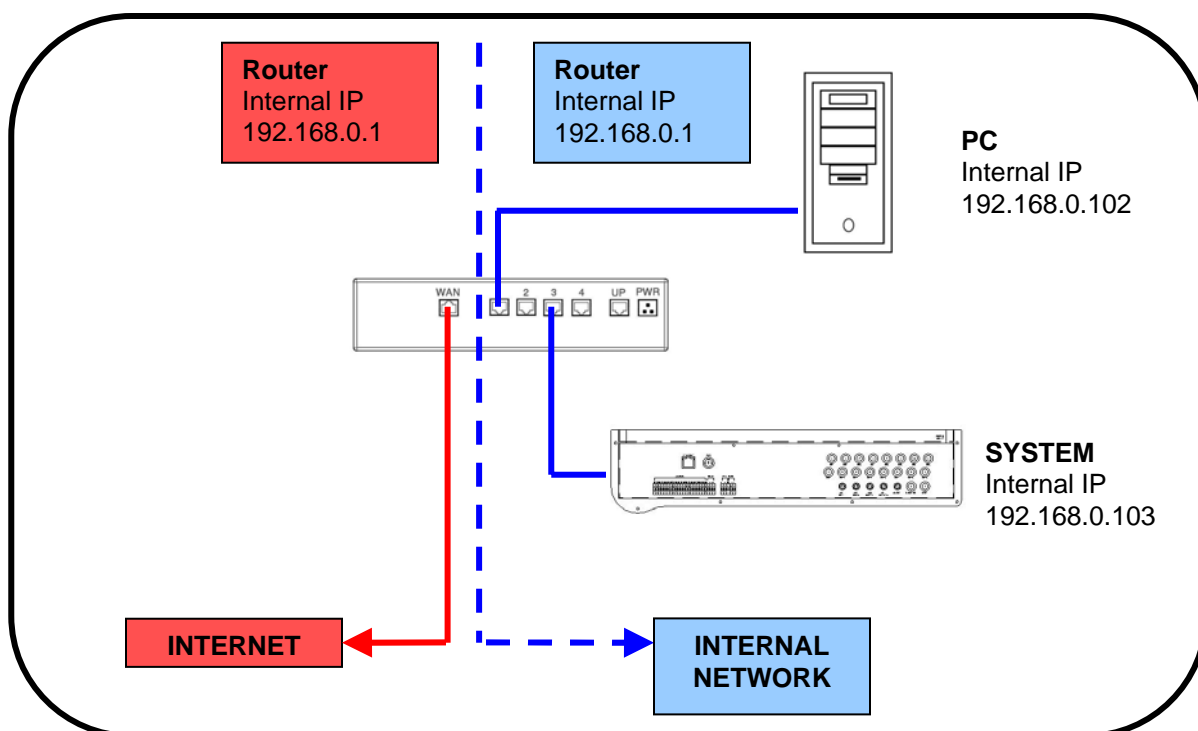 Router
Internal IP
192.168.0.1
Router
Internal IP
192.168.0.1
PC
Internal IP
192.168.0.102
WAN
2
3
4
UP
PWR
SYSTEM
Internal IP
192.168.0.103
INTERNET
INTERNAL
NETWORK